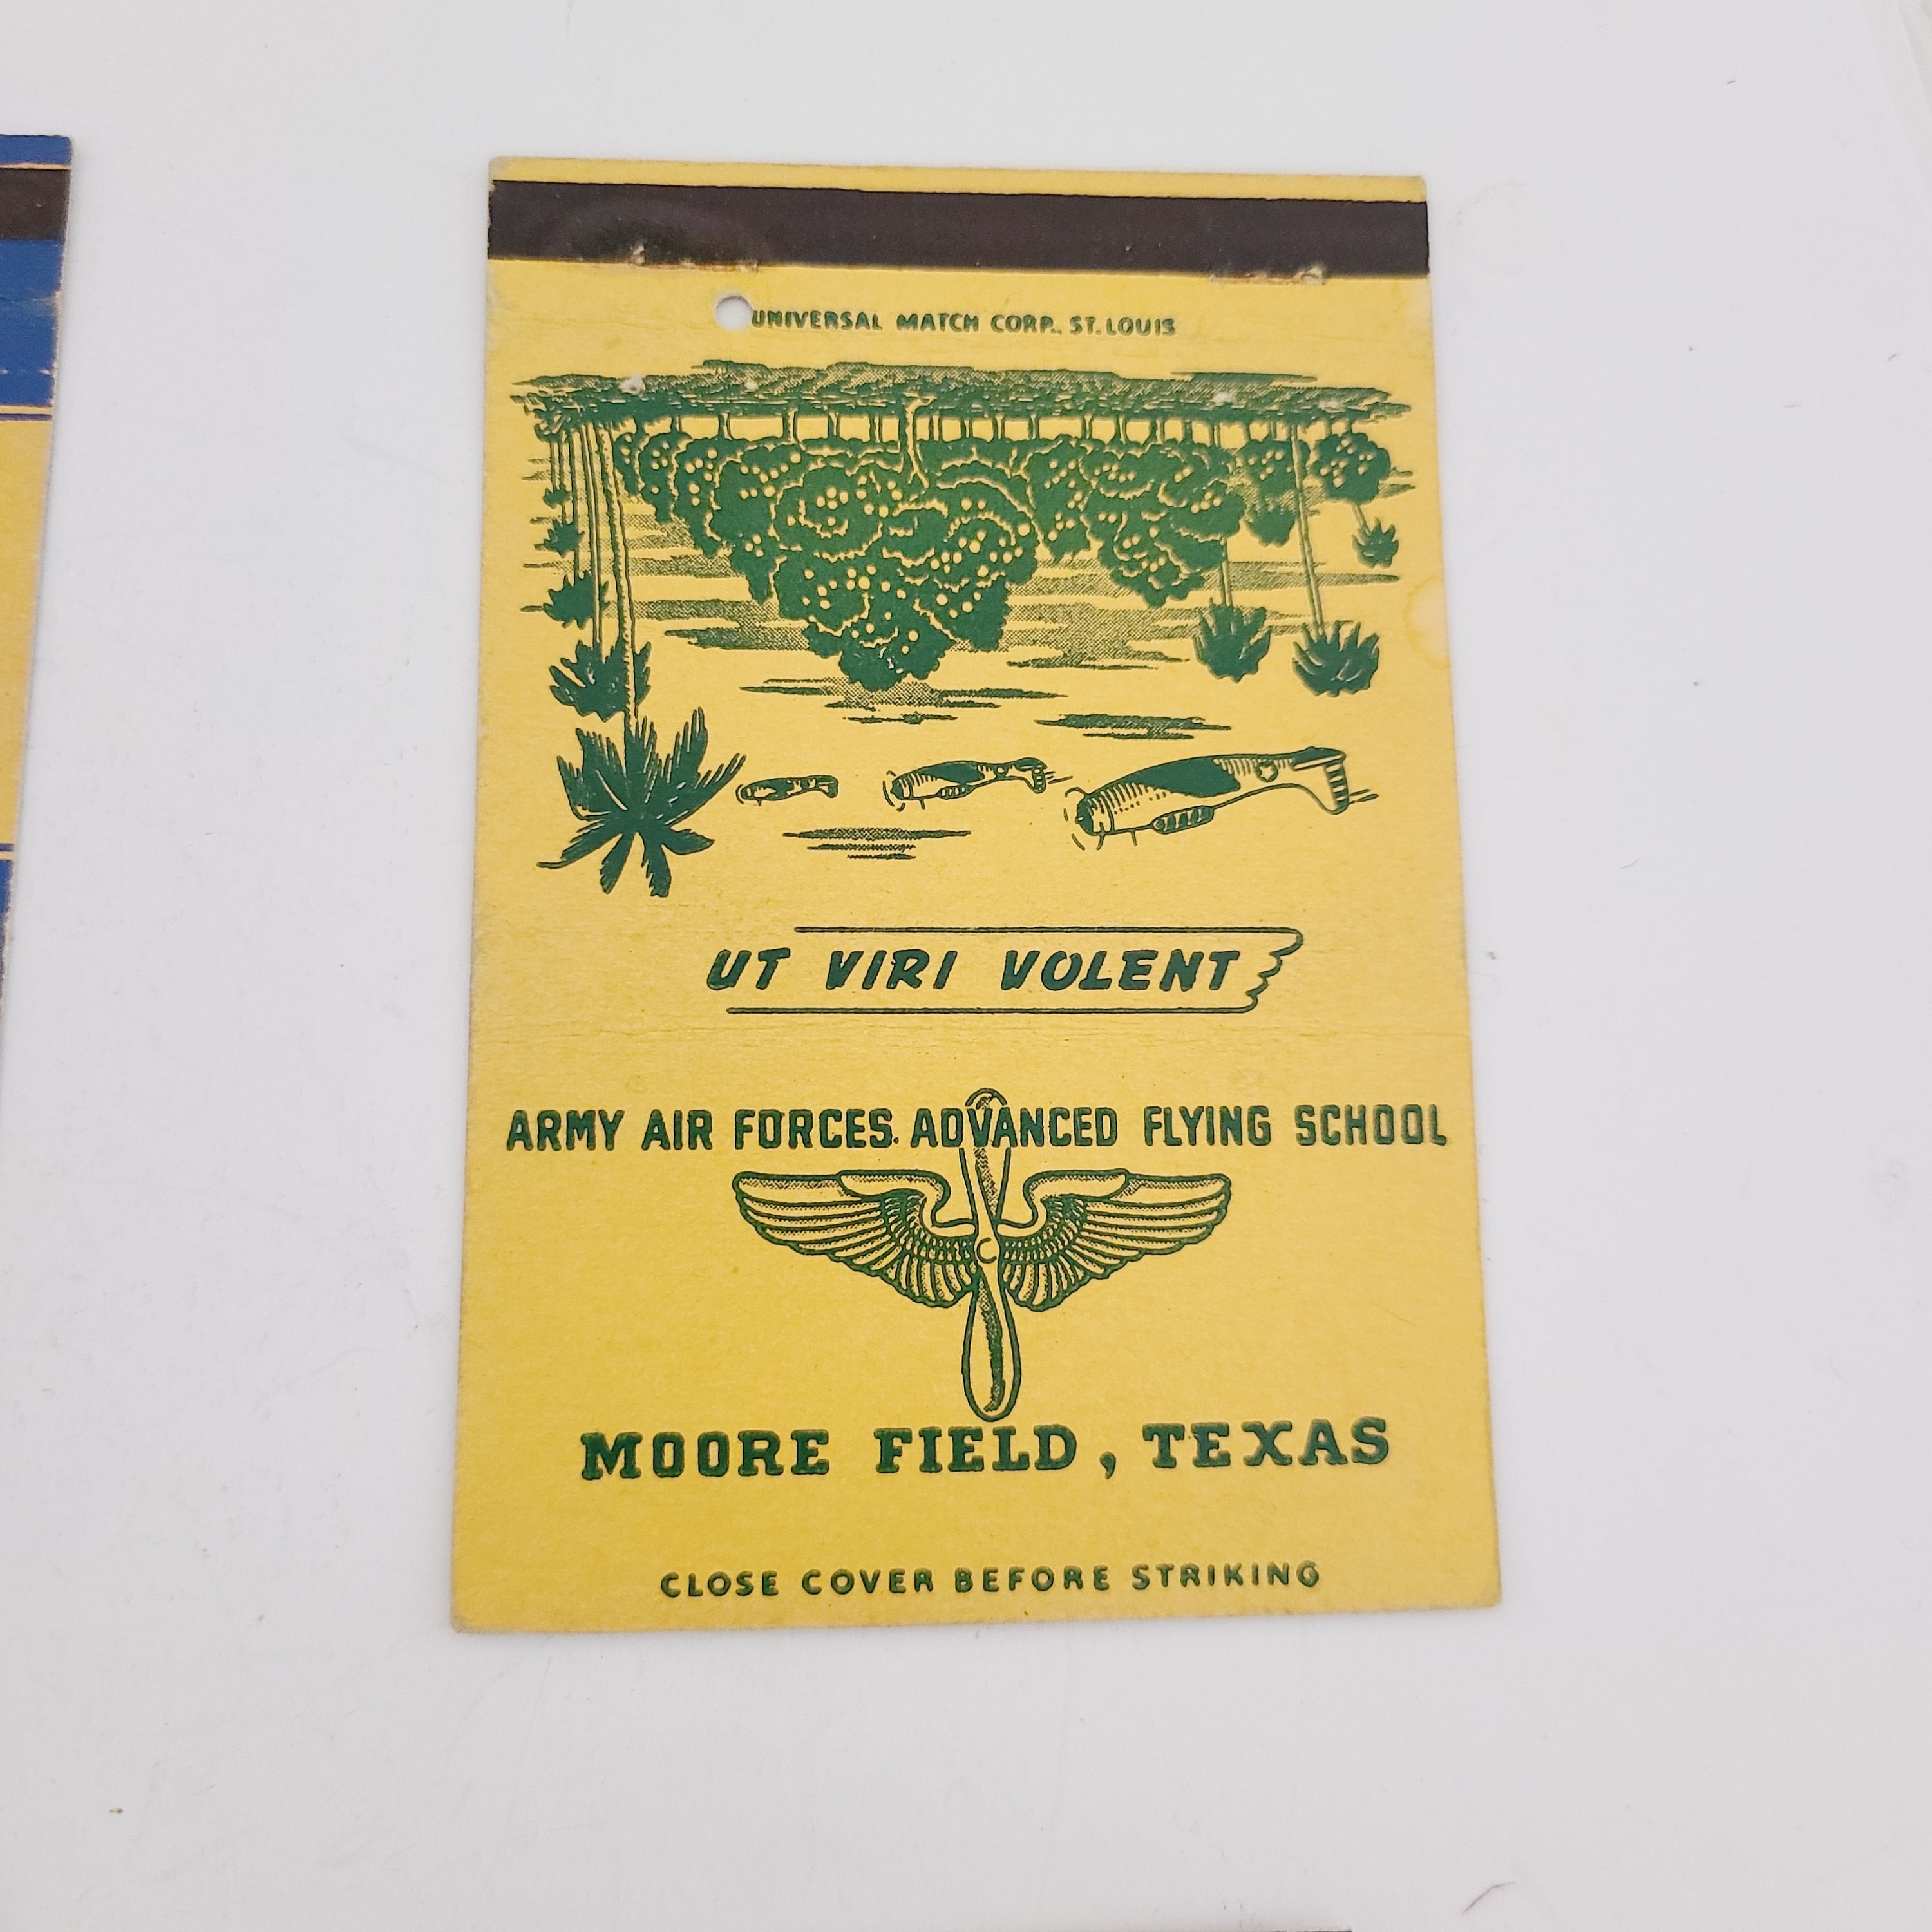 UNIVERSAL MATCH CORP., ST. LOUIS
UT VIRI VOLENT
ARMY AIR FORCES ADVANCED FLYING SCHOOL
MOORE FIELD, TEXAS
CLOSE COVER BEFORE STRIKING